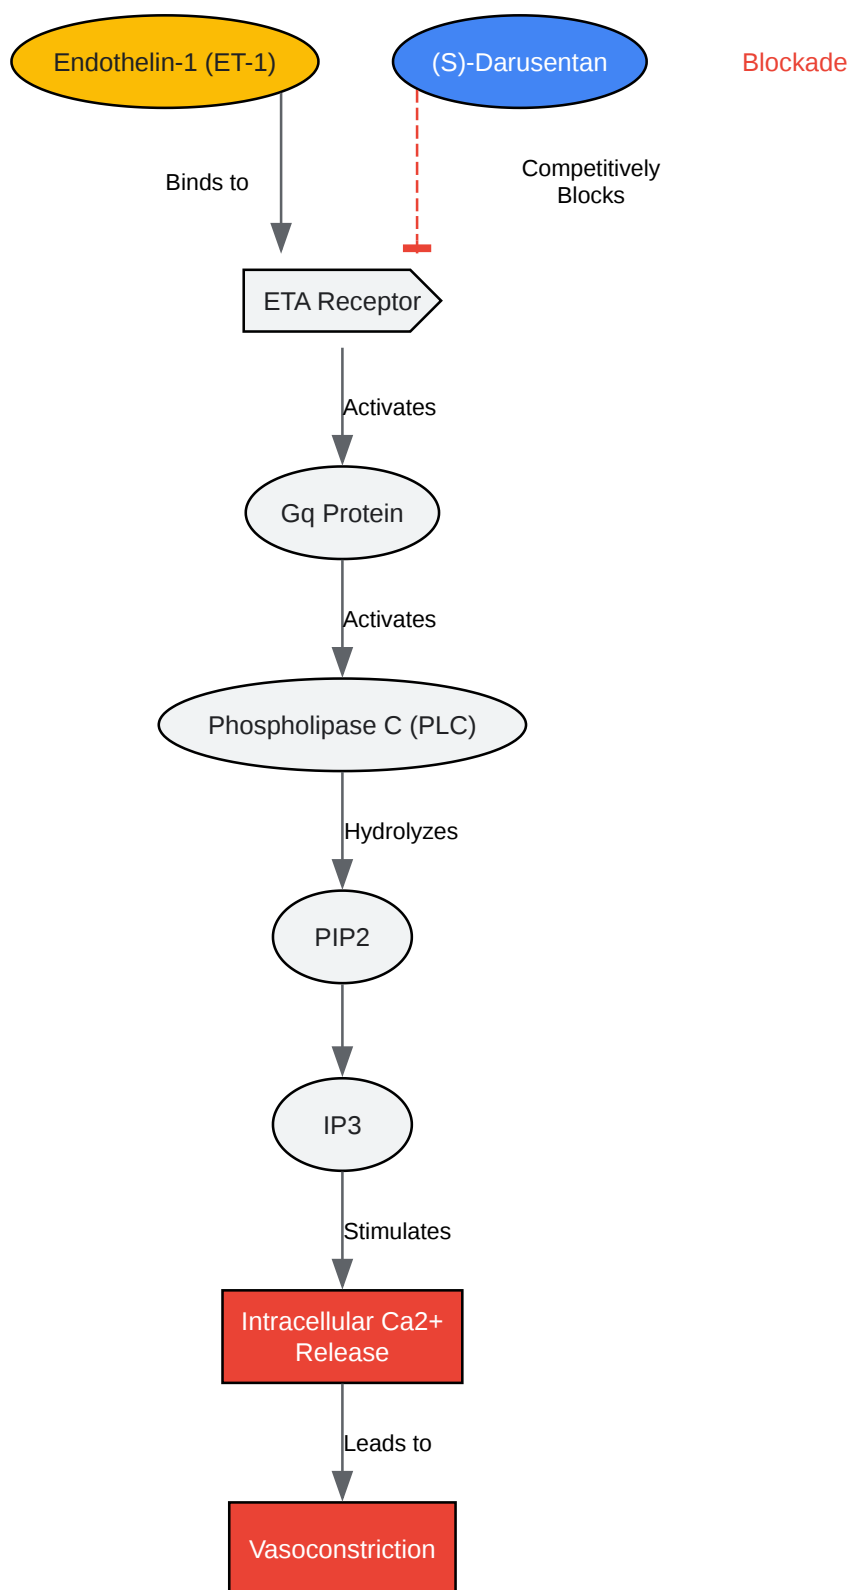 Endothelin-1 (ET-1)
(S)-Darusentan
Blockade
Binds to
Competitively
Blocks
ETA Receptor
Activates
Gq Protein
Activates
Phospholipase C (PLC)
Hydrolyzes
PIP2
IP3
Stimulates
Intracellular Ca2+
Release
Leads to
Vasoconstriction